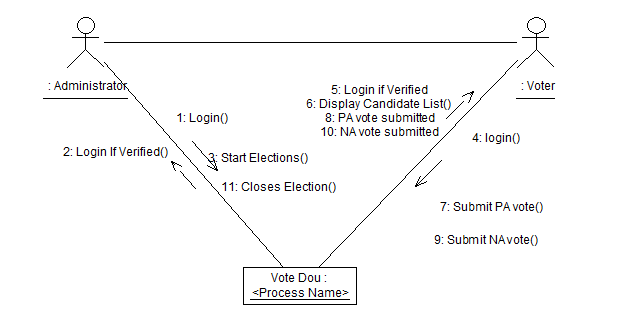 : Administrator
: Voter
5: Login if Verified
6: Display Candidate List()
8: PA vote submitted
10: NA vote submitted
1: Login()
4: login()
2: Login If Verified()
3: Start Elections()
11: Closes Election()
7: Submit PA vote()
9: Submit NA vote()
Vote Dou :
<Process Name>